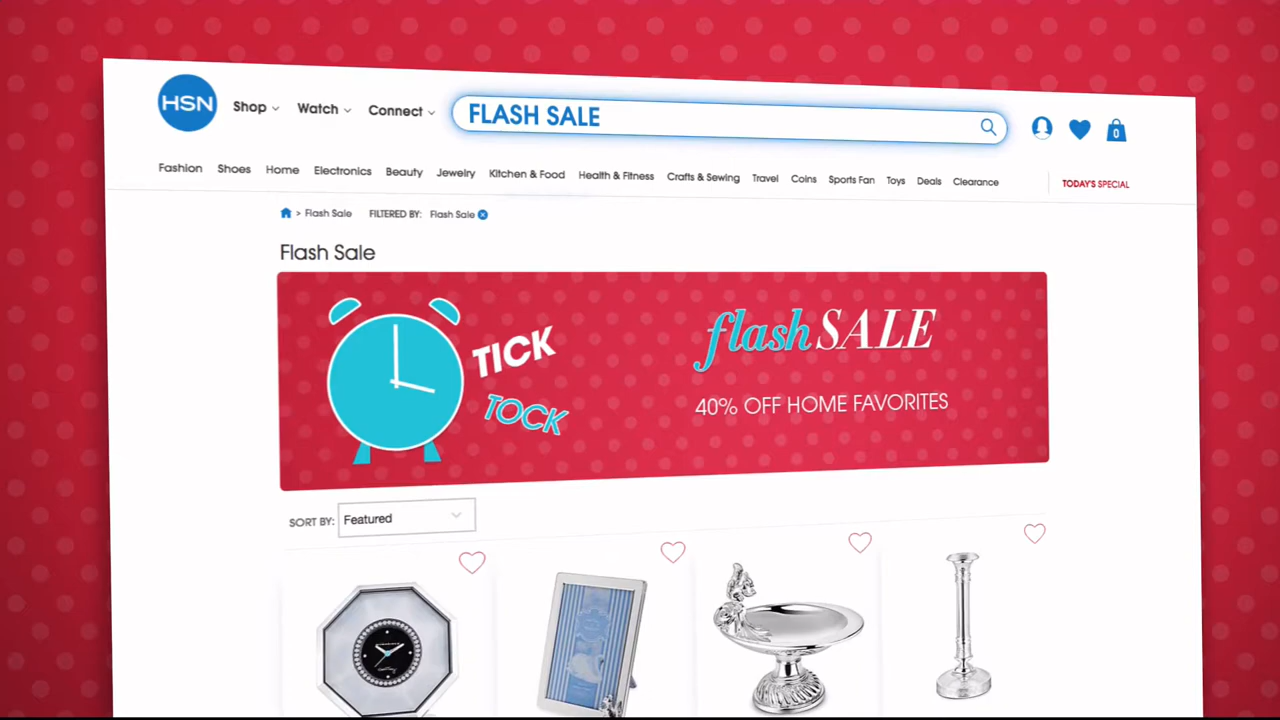 HSN
Shop Watch Connect FLASH SALE 0
Fashion Shoes Home Electronics Beauty Jewelry Kitchen & Food Health & Fitness Crafts & Sewing Travel Coins Sports Fan Toys Deals Clearance TODAY'S SPECIAL
> Flash Sale FILTERED BY: Flash Sale
Flash Sale
TICK
TOCK
flash SALE
40% OFF HOME FAVORITES
SORT BY: Featured